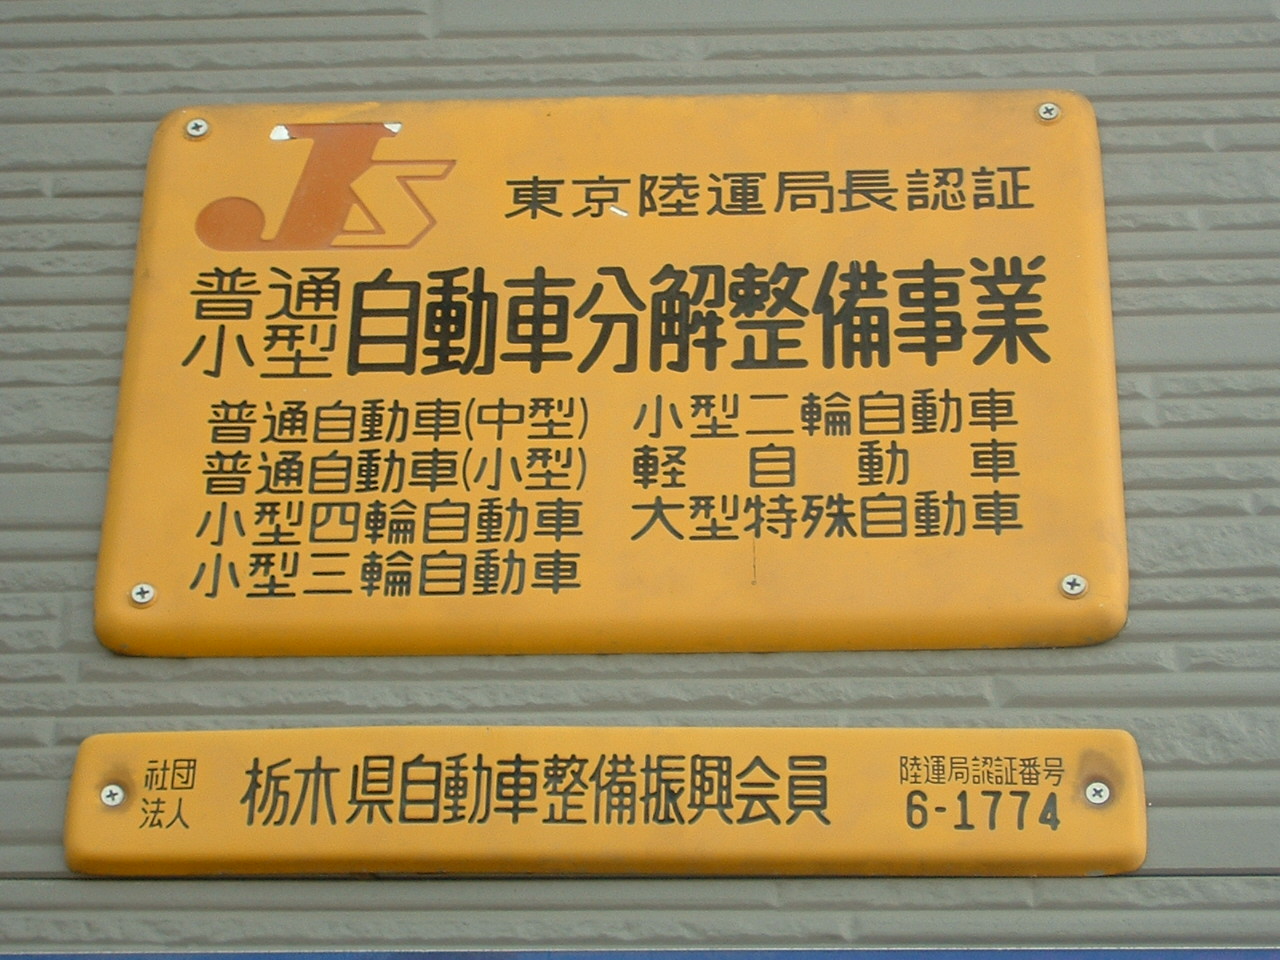 JS
東京陸運局長認証
普通
小型
自動車分解整備事業
普通自動車(中型)
普通自動車(小型)
小型四輪自動車
小型三輪自動車
小型二輪自動車
軽自動車
大型特殊自動車
社団
法人
栃木県自動車整備振興会員
陸運局認証番号
6-1774